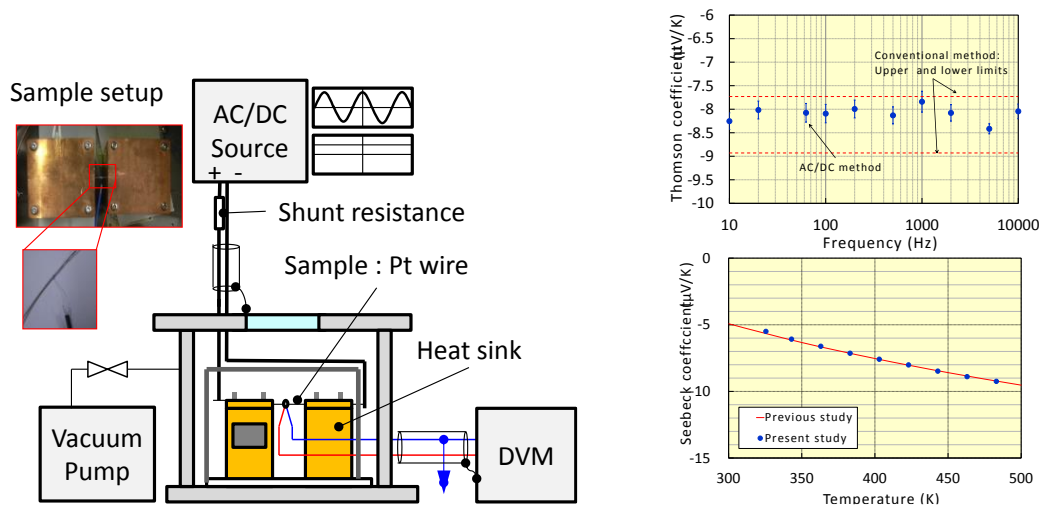 Sample setup
AC/DC
Source
+ -
Shunt resistance
Sample : Pt wire
Heat sink
Vacuum
Pump
DVM
Thomson coefficient(μV/K)
-6
-6.5
-7
-7.5
-8
-8.5
-9
-9.5
-10
Conventional method:
Upper and lower limits
AC/DC method
10
100
1000
10000
Frequency (Hz)
Seebeck coeffccient(μV/K)
0
-5
-10
-15
Previous study
Present study
300
350
400
450
500
Temperature (K)